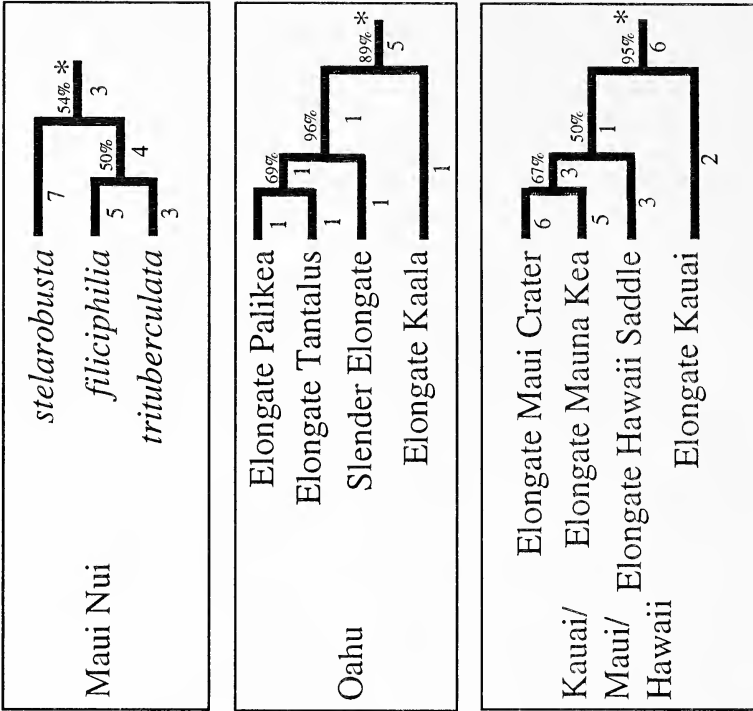 Maui Nui
stelarobusta
filiciphilia
trituberculata
7
5
3
50%
4
54%
*
3
Oahu
Elongate Palikea
Elongate Tantalus
Slender Elongate
Elongate Kaala
1
1
69%
1
1
96%
1
1
89%
*
5
Kauai/
Maui/
Hawaii
Elongate Maui Crater
Elongate Mauna Kea
Elongate Hawaii Saddle
Elongate Kauai
6
5
67%
3
3
50%
1
2
95%
*
6